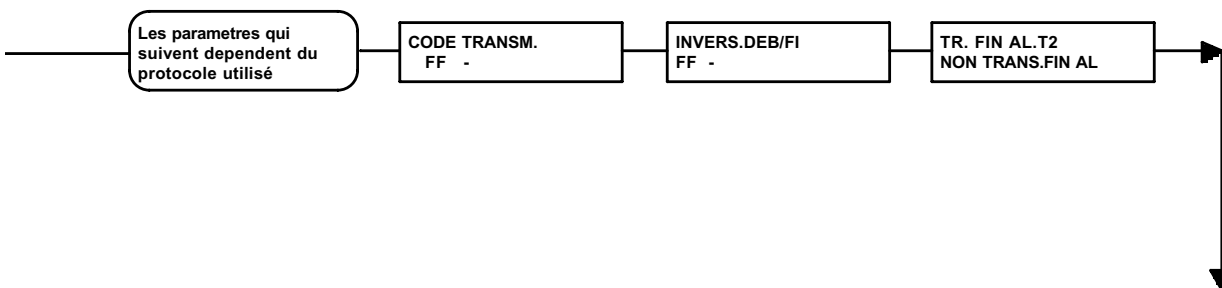 Les parametres qui
suivent dependent du
protocole utilisé
CODE TRANSM.
FF -
INVERS.DEB/FI
FF -
TR. FIN AL.T2
NON TRANS.FIN AL